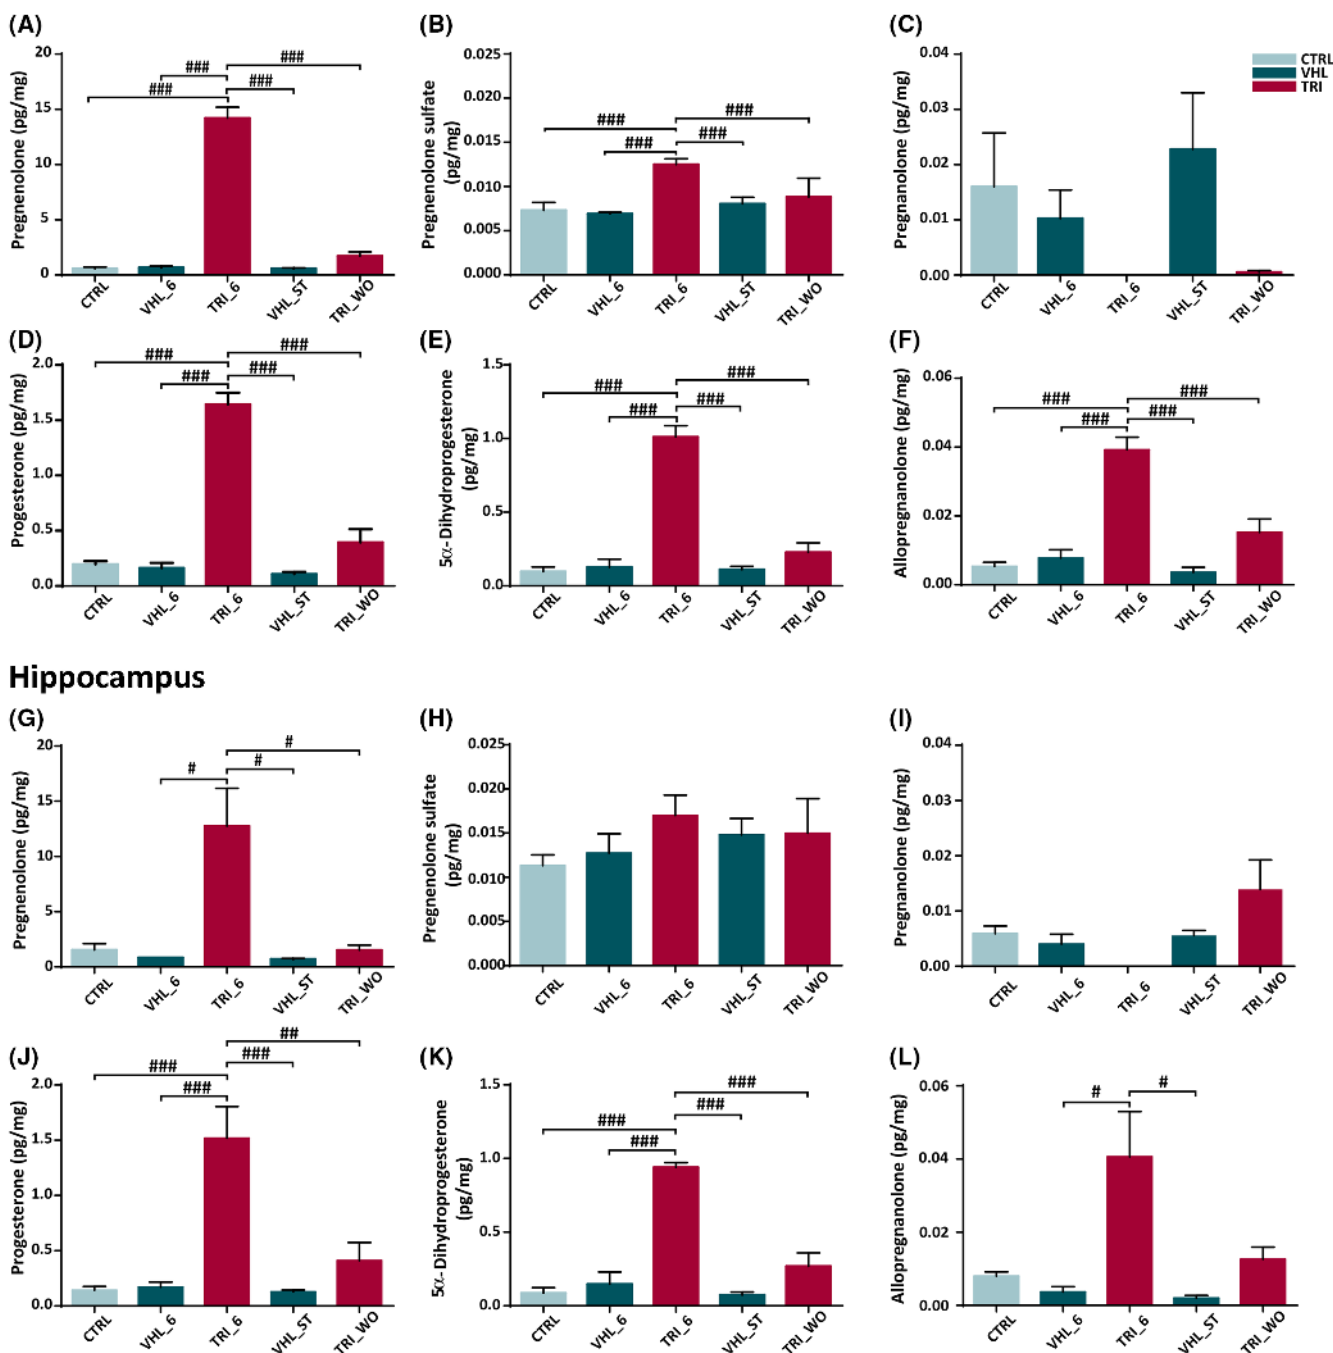 (A)
Pregnenolone (pg/mg)
20
15
10
5
0
###
###
###
###
CTRL
VHL_6
TRI_6
VHL_ST
TRI_WO
(B)
Pregnenolone sulfate
(pg/mg)
0.025
0.020
0.015
0.010
0.005
0.000
###
###
###
###
CTRL
VHL_6
TRI_6
VHL_ST
TRI_WO
(C)
Pregnanolone (pg/mg)
0.04
0.03
0.02
0.01
0.00
CTRL
VHL_6
TRI_6
VHL_ST
TRI_WO
CTRL
VHL
TRI
(D)
Progesterone (pg/mg)
2.0
1.5
1.0
0.5
0.0
###
###
###
###
CTRL
VHL_6
TRI_6
VHL_ST
TRI_WO
(E)
5α-Dihydroprogesterone
(pg/mg)
1.5
1.0
0.5
0.0
###
###
###
###
CTRL
VHL_6
TRI_6
VHL_ST
TRI_WO
(F)
Allopregnanolone (pg/mg)
0.06
0.04
0.02
0.00
###
###
###
###
CTRL
VHL_6
TRI_6
VHL_ST
TRI_WO
Hippocampus
(G)
Pregnenolone (pg/mg)
20
15
10
5
0
#
#
#
CTRL
VHL_6
TRI_6
VHL_ST
TRI_WO
(H)
Pregnenolone sulfate
(pg/mg)
0.025
0.020
0.015
0.010
0.005
0.000
CTRL
VHL_6
TRI_6
VHL_ST
TRI_WO
(I)
Pregnanolone (pg/mg)
0.04
0.03
0.02
0.01
0.00
CTRL
VHL_6
TRI_6
VHL_ST
TRI_WO
(J)
Progesterone (pg/mg)
2.0
1.5
1.0
0.5
0.0
##
###
###
###
CTRL
VHL_6
TRI_6
VHL_ST
TRI_WO
(K)
5α-Dihydroprogesterone
(pg/mg)
1.5
1.0
0.5
0.0
###
###
###
###
CTRL
VHL_6
TRI_6
VHL_ST
TRI_WO
(L)
Allopregnanolone (pg/mg)
0.06
0.04
0.02
0.00
#
#
CTRL
VHL_6
TRI_6
VHL_ST
TRI_WO